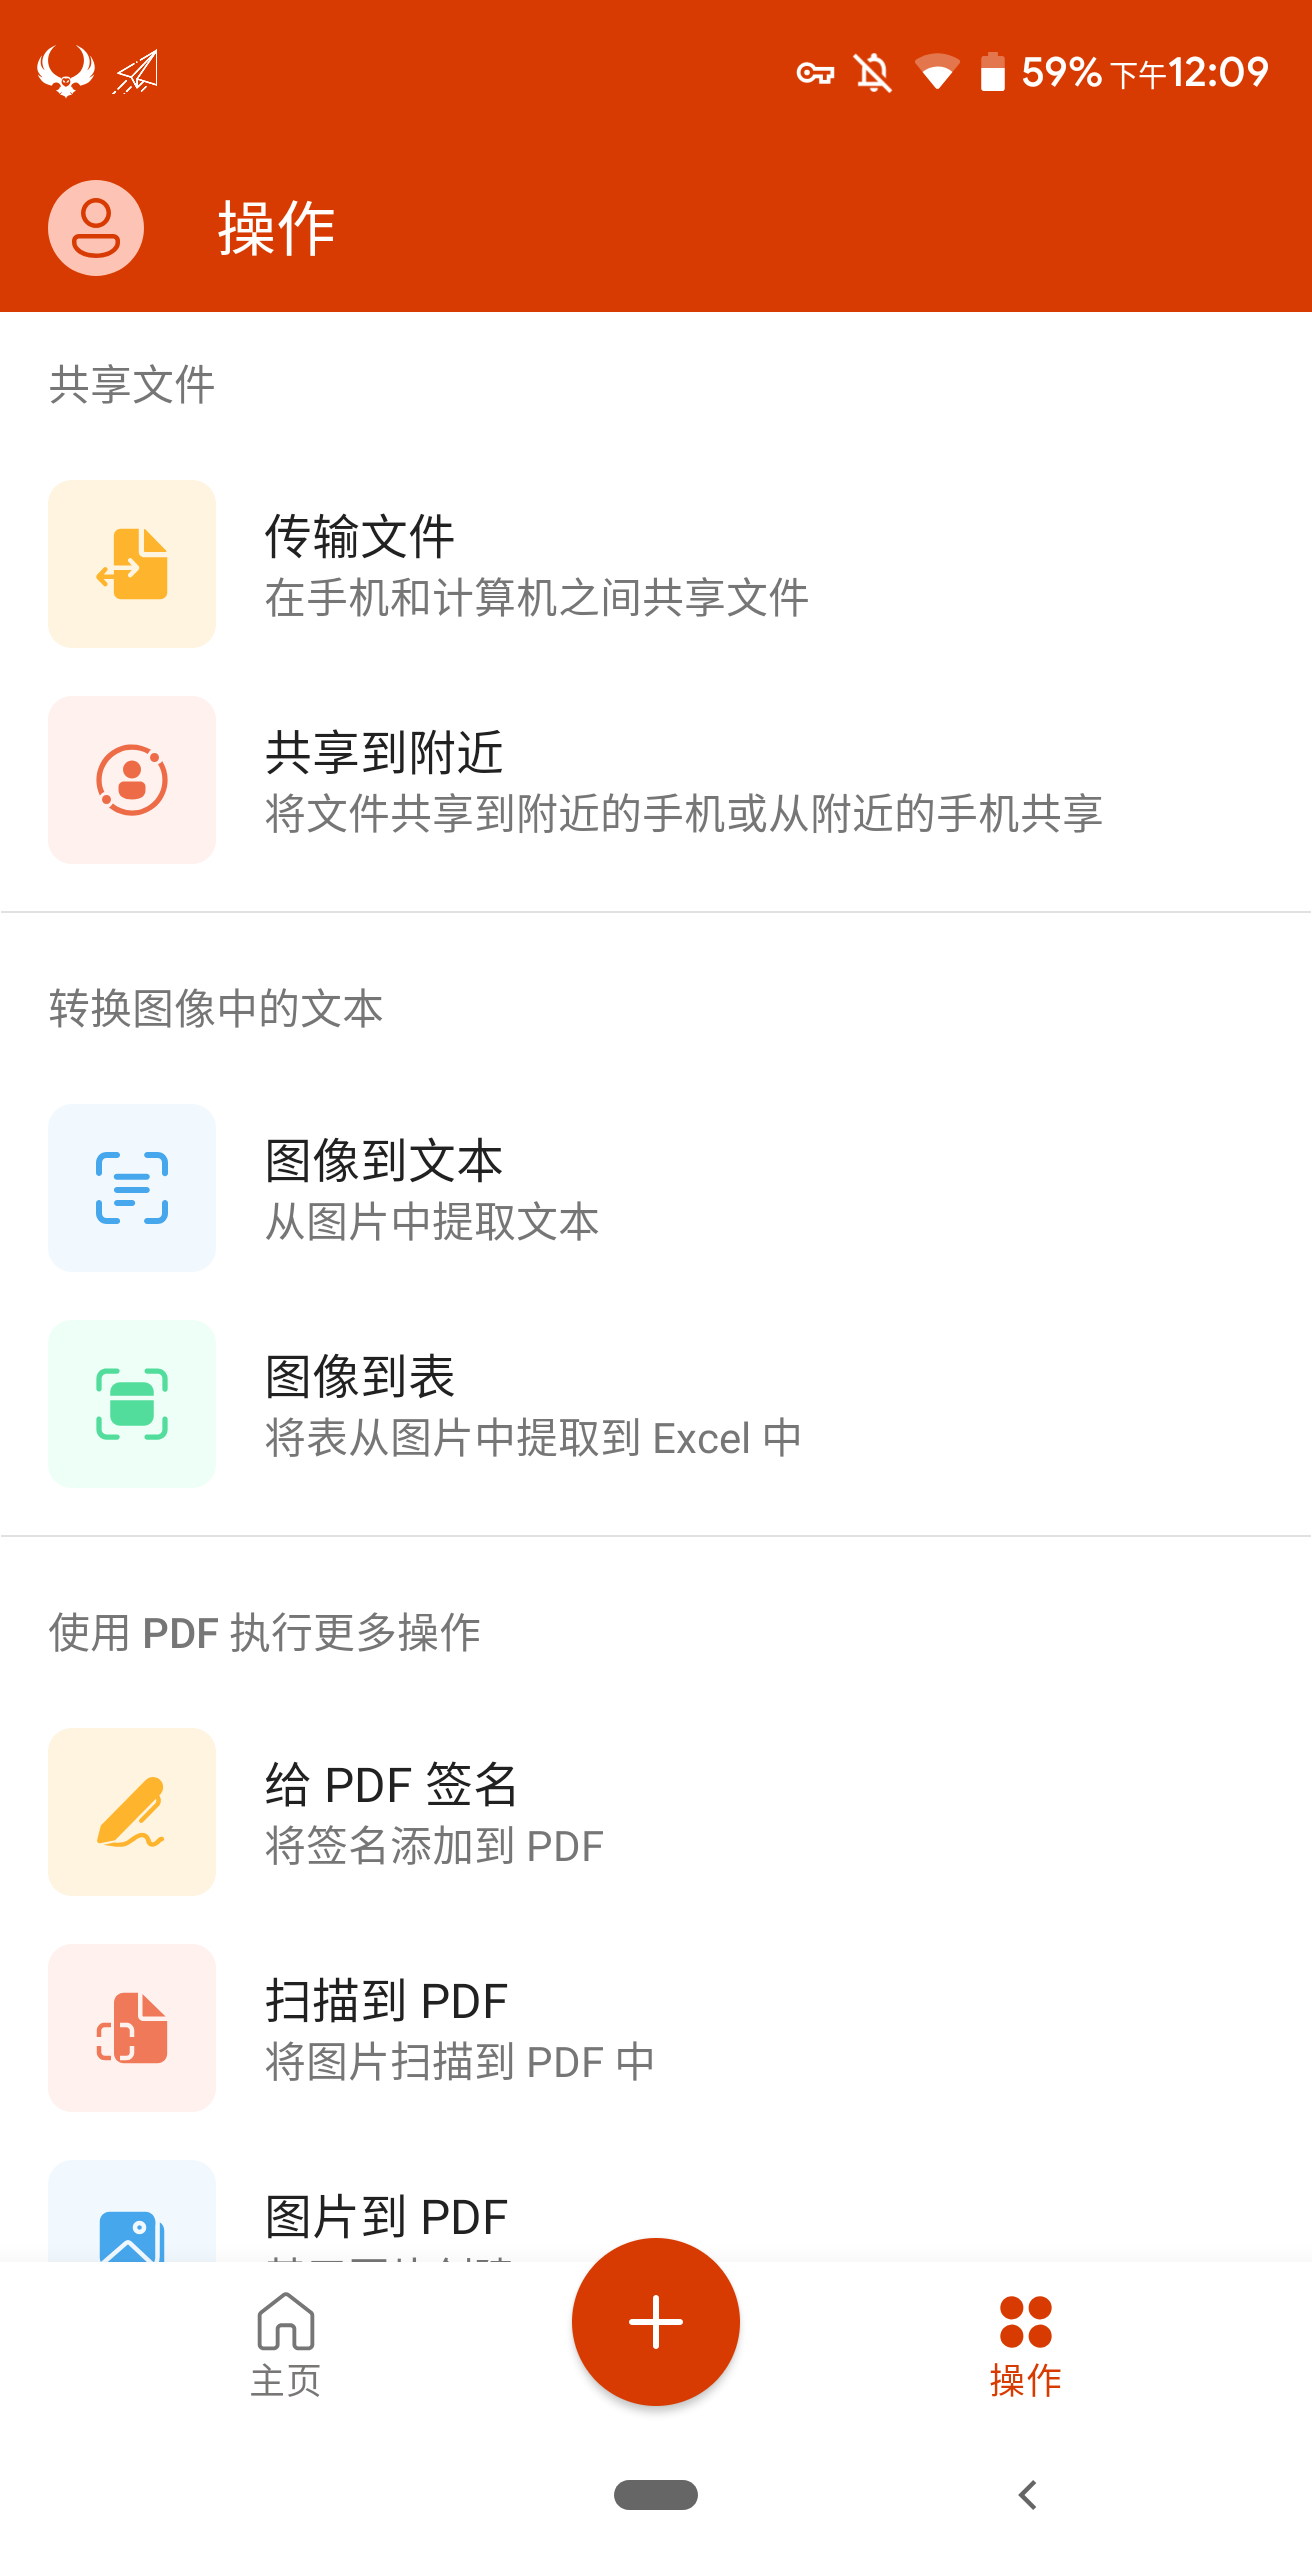 59% 下午12:09
操作
共享文件
传输文件
在手机和计算机之间共享文件
共享到附近
将文件共享到附近的手机或从附近的手机共享
转换图像中的文本
图像到文本
从图片中提取文本
图像到表
将表从图片中提取到 Excel 中
使用 PDF 执行更多操作
给 PDF 签名
将签名添加到 PDF
扫描到 PDF
将图片扫描到 PDF 中
图片到 PDF
主页
操作